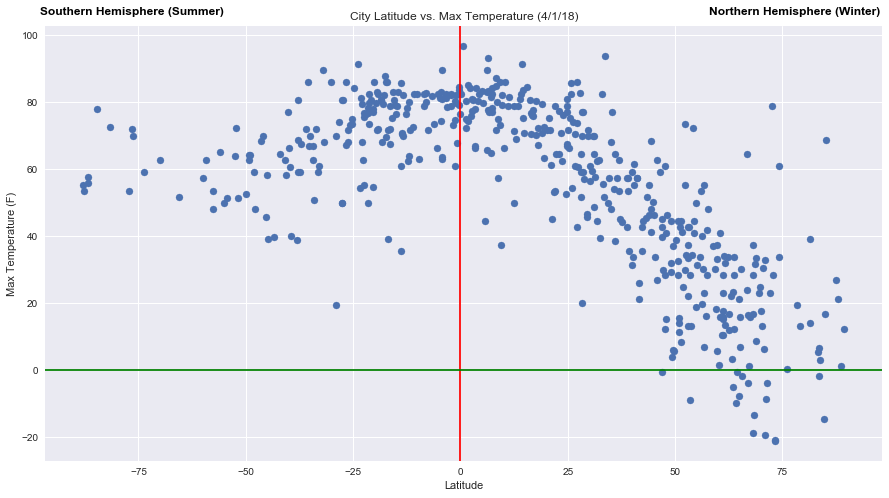 Southern Hemisphere (Summer)
Northern Hemisphere (Winter)
City Latitude vs. Max Temperature (4/1/18)
100
80
60
40
20
0
−20
Max Temperature (F)
−75
−50
−25
0
25
50
75
Latitude